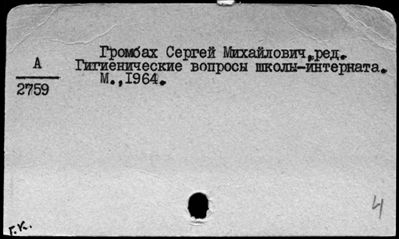 Громбах Сергей Михайлович, ред.
А
Гигиенические вопросы школы-интерната.
2759
М., 1964.
4
Г.К.